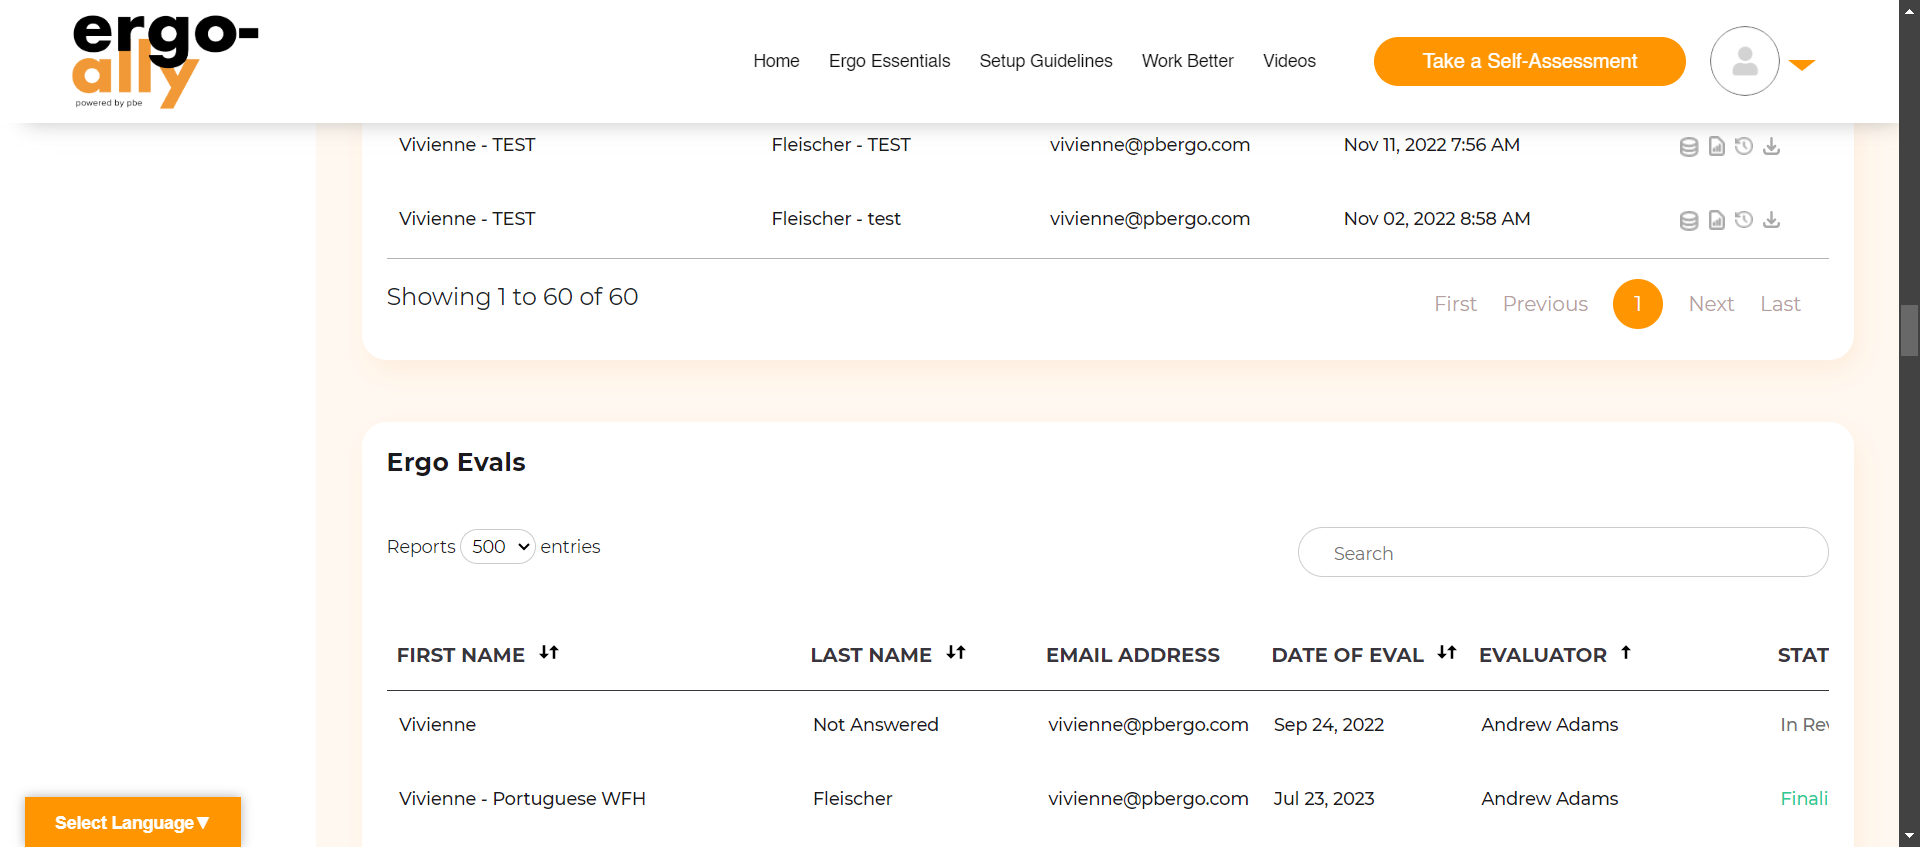 ergo-
ally
powered by pbe
Home Ergo Essentials Setup Guidelines Work Better Videos Take a Self-Assessment
Vivienne - TEST Fleischer - TEST vivienne@pbergo.com Nov 11, 2022 7:56 AM
Vivienne - TEST Fleischer - test vivienne@pbergo.com Nov 02, 2022 8:58 AM
Showing 1 to 60 of 60
First Previous 1 Next Last
Ergo Evals
Reports 500 entries
Search
FIRST NAME LAST NAME EMAIL ADDRESS DATE OF EVAL EVALUATOR STAT
Vivienne Not Answered vivienne@pbergo.com Sep 24, 2022 Andrew Adams In Rev
Vivienne - Portuguese WFH Fleischer vivienne@pbergo.com Jul 23, 2023 Andrew Adams Finali
Select Language▼